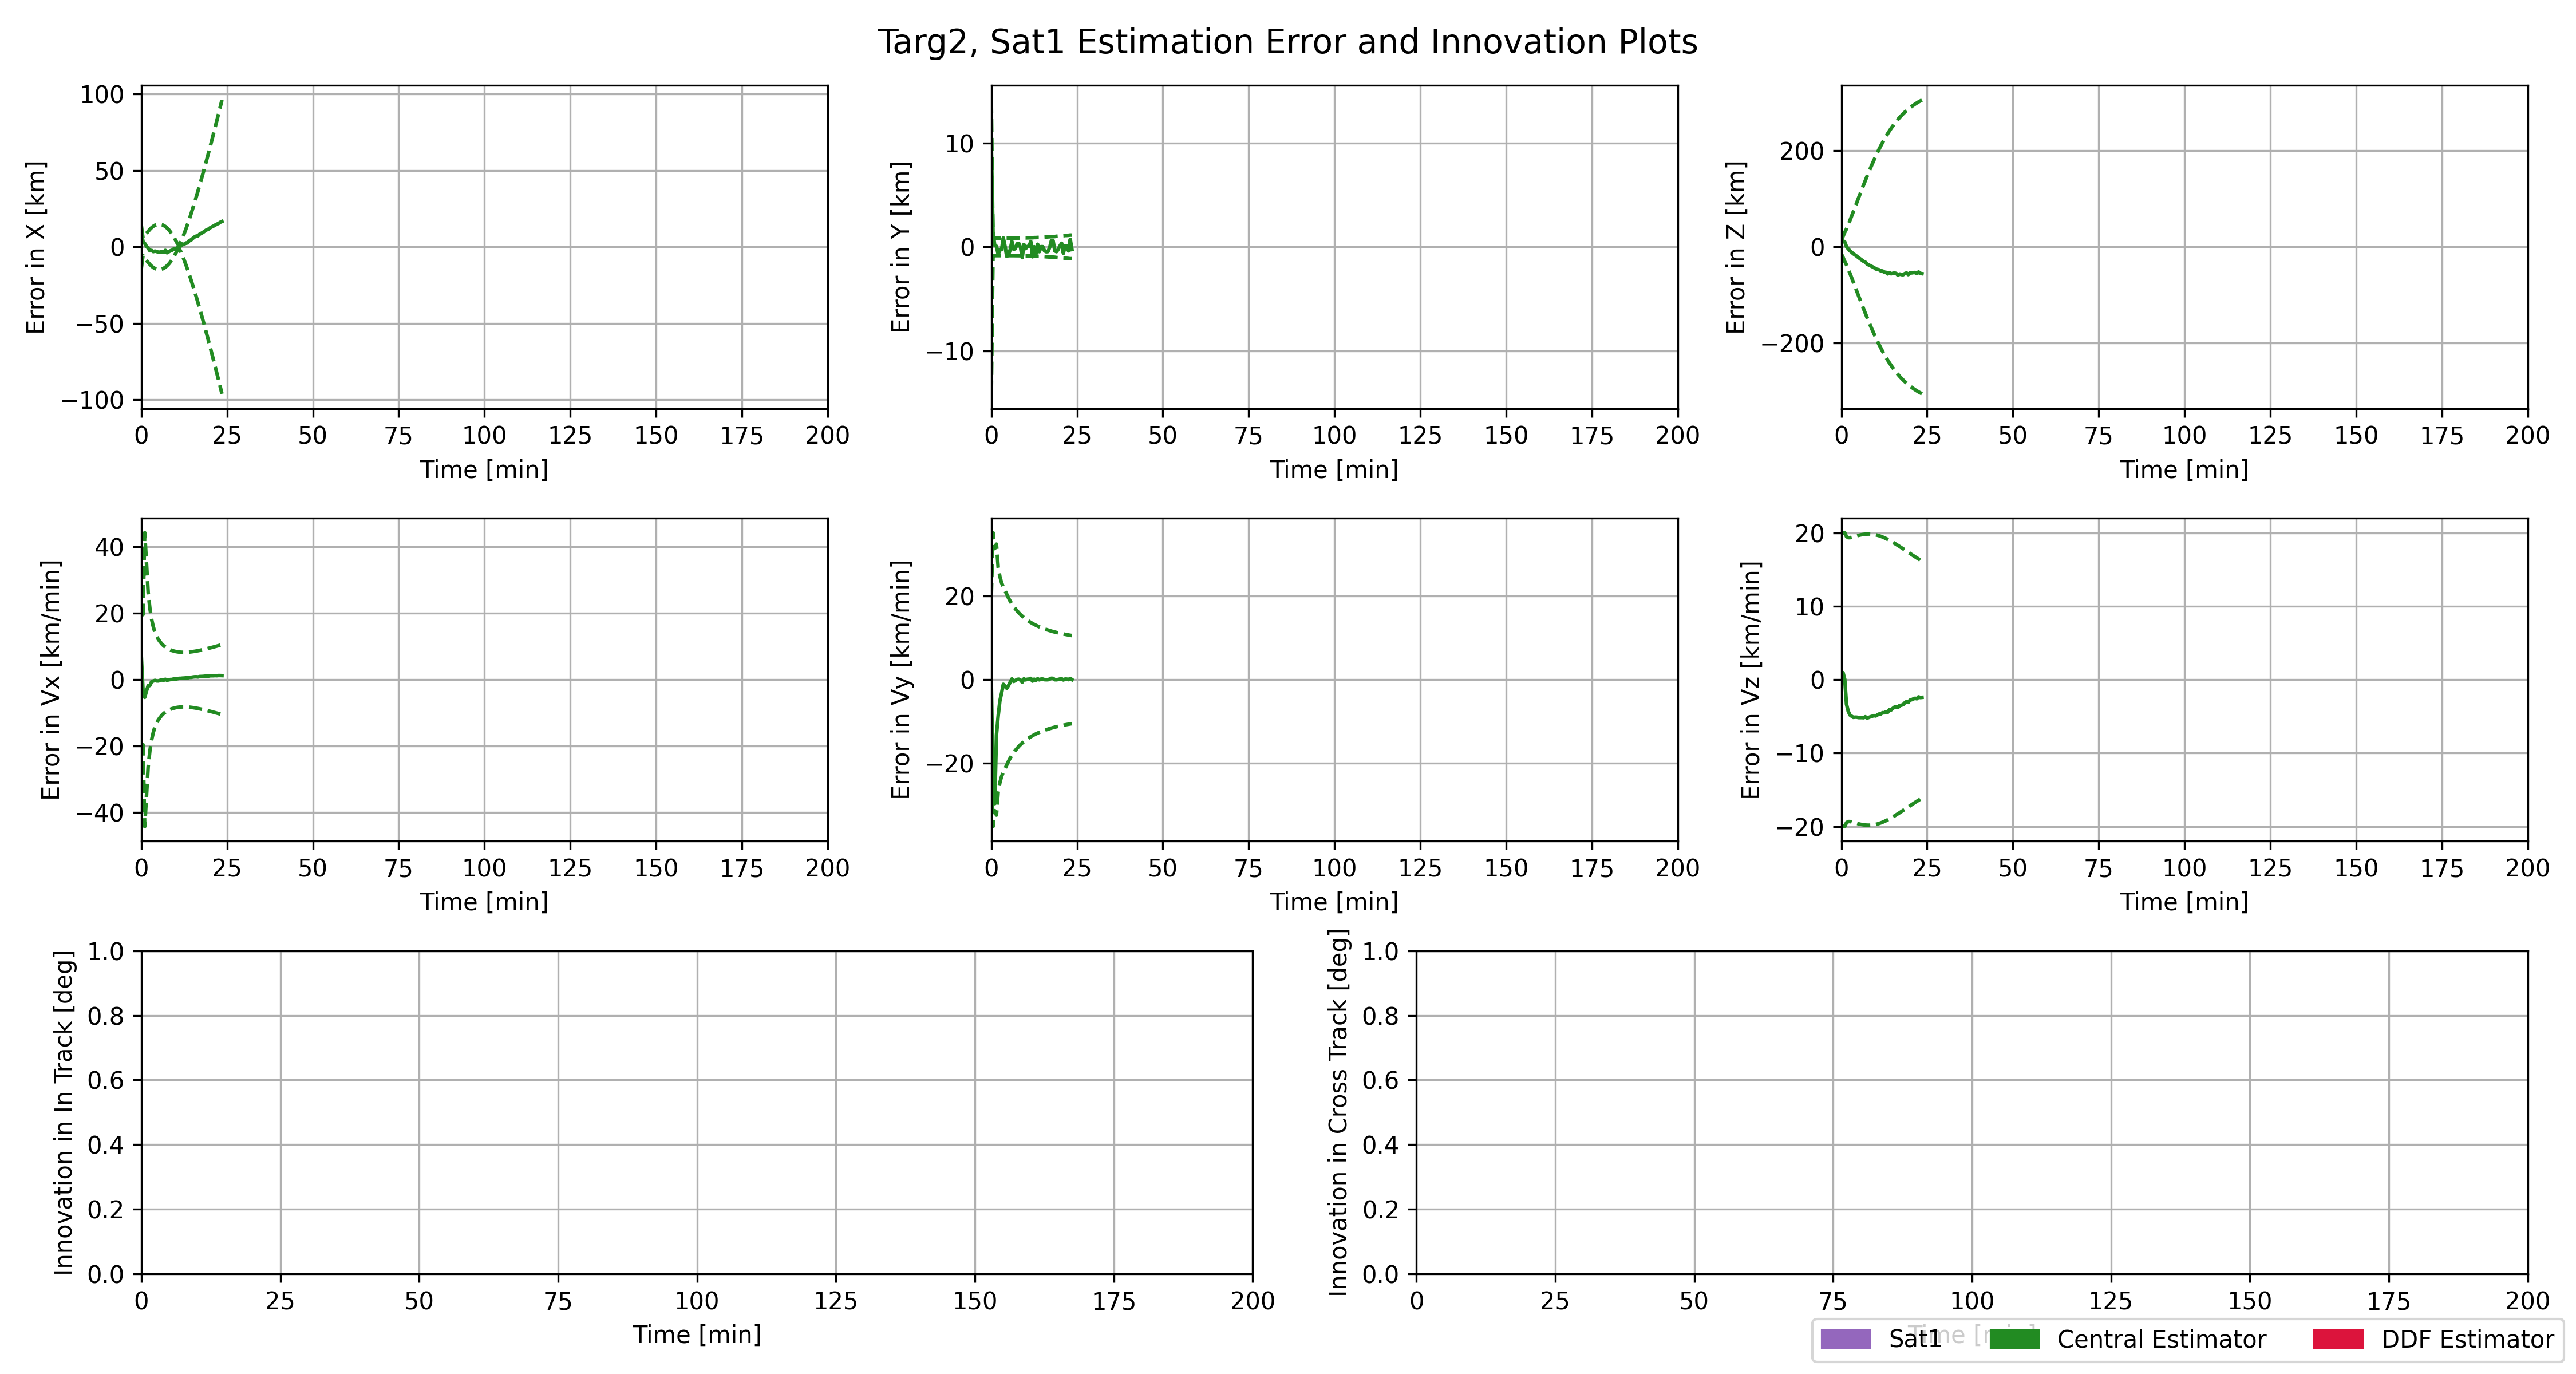 Targ2, Sat1 Estimation Error and Innovation Plots
Error in X [km]
100
50
0
−50
−100
0 25 50 75 100 125 150 175 200
Time [min]
Error in Y [km]
10
0
−10
0 25 50 75 100 125 150 175 200
Time [min]
Error in Z [km]
200
0
−200
0 25 50 75 100 125 150 175 200
Time [min]
Error in Vx [km/min]
40
20
0
−20
−40
0 25 50 75 100 125 150 175 200
Time [min]
Error in Vy [km/min]
20
0
−20
0 25 50 75 100 125 150 175 200
Time [min]
Error in Vz [km/min]
20
10
0
−10
−20
0 25 50 75 100 125 150 175 200
Time [min]
Innovation in In Track [deg]
1.0
0.8
0.6
0.4
0.2
0.0
0 25 50 75 100 125 150 175 200
Time [min]
Innovation in Cross Track [deg]
1.0
0.8
0.6
0.4
0.2
0.0
0 25 50 75 100 125 150 175 200
Time [min]
Sat1 Central Estimator DDF Estimator